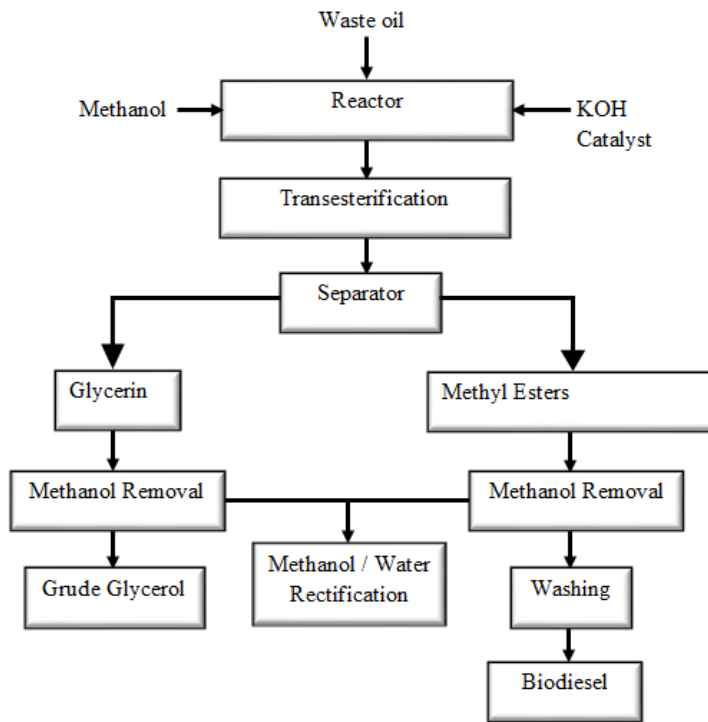 Waste oil
Reactor
Methanol
KOH
Catalyst
Transesterification
Separator
Glycerin
Methyl Esters
Methanol Removal
Methanol Removal
Grude Glycerol
Methanol / Water
Rectification
Washing
Biodiesel